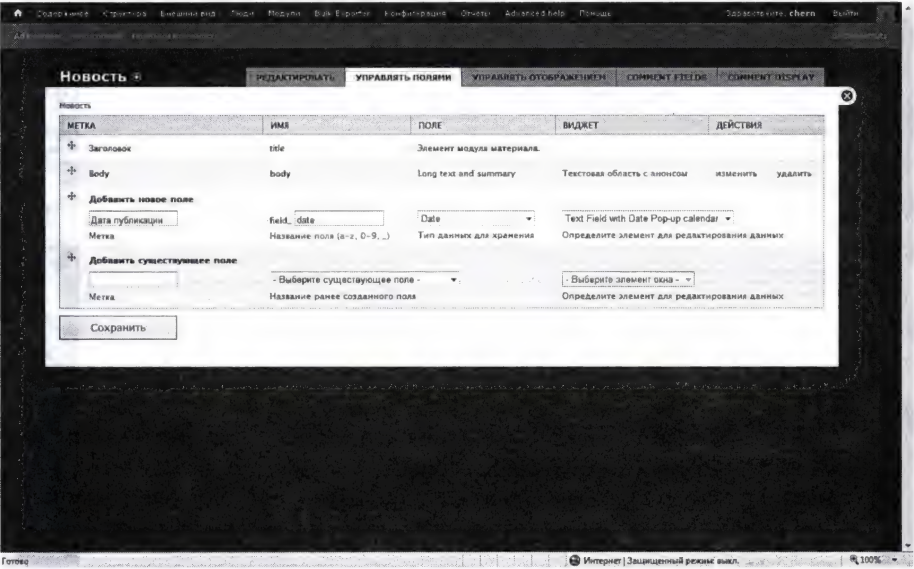 Содержимое Структура Внешний вид Люди Модули Bulk Exporter Конфигурация Отчеты Advanced help Помощь Здравствуйте, chern Выйти
Новость
РЕДАКТИРОВАТЬ УПРАВЛЯТЬ ПОЛЯМИ УПРАВЛЯТЬ ОТОБРАЖЕНИЕМ COMMENT FIELDS COMMENT DISPLAY
Новость
МЕТКА ИМЯ ПОЛЕ ВИДЖЕТ ДЕЙСТВИЯ
Заголовок title Элемент модуля материала.
Body body Long text and summary Текстовая область с анонсом изменить удалить
Добавить новое поле
Дата публикации field_ date Date Text Field with Date Pop-up calendar
Метка Название поля (a-z, 0-9, _) Тип данных для хранения Определите элемент для редактирования данных
Добавить существующее поле
- Выберите существующее поле - - Выберите элемент окна -
Метка Название ранее созданного поля Определите элемент для редактирования данных
Сохранить
Готово Интернет | Защищенный режим: выкл. 100%